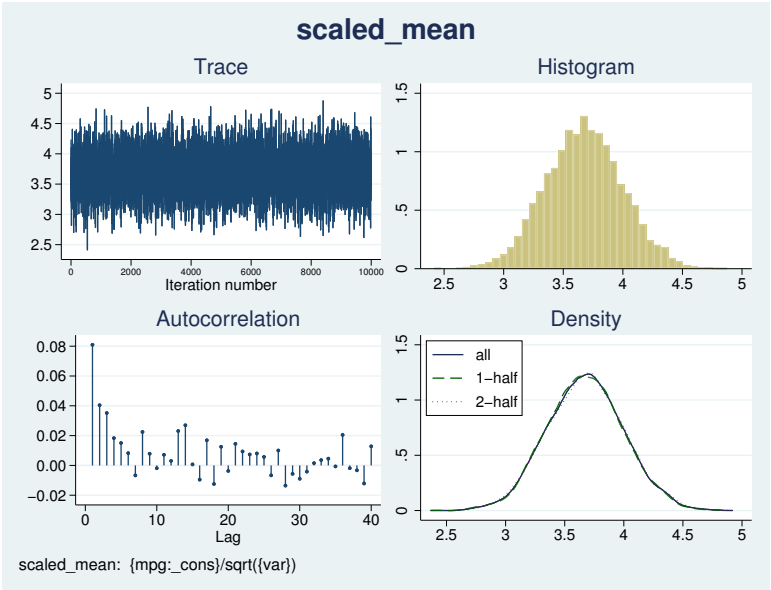 scaled_mean
Trace
5
4.5
4
3.5
3
2.5
0 2000 4000 6000 8000 10000
Iteration number
Histogram
1.5
1
.5
0
2.5 3 3.5 4 4.5 5
Autocorrelation
0.08
0.06
0.04
0.02
0.00
−0.02
0 10 20 30 40
Lag
Density
1.5
1
.5
0
all
1−half
2−half
2.5 3 3.5 4 4.5 5
scaled_mean: {mpg:_cons}/sqrt({var})